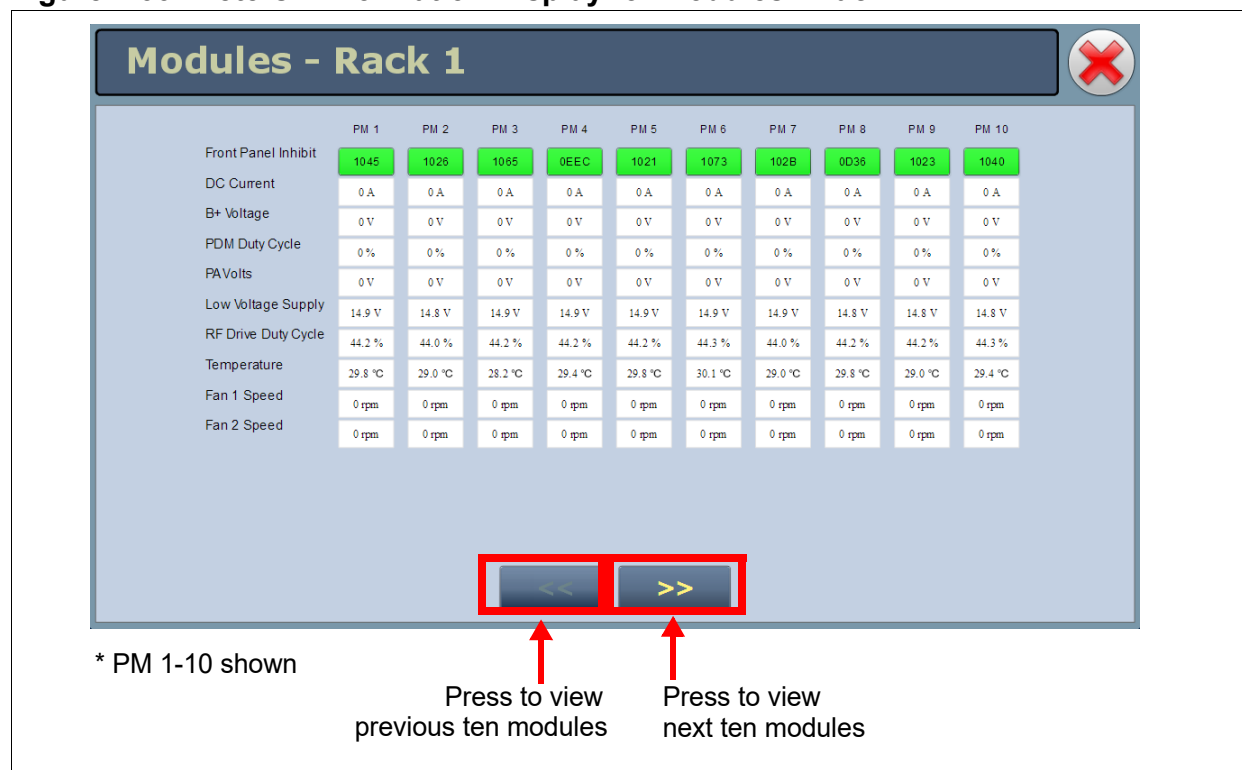 Modules - Rack 1
PM 1 PM 2 PM 3 PM 4 PM 5 PM 6 PM 7 PM 8 PM 9 PM 10
Front Panel Inhibit 1045 1026 1065 0EEC 1021 1073 102B 0D36 1023 1040
DC Current 0 A 0 A 0 A 0 A 0 A 0 A 0 A 0 A 0 A 0 A
B+ Voltage 0 V 0 V 0 V 0 V 0 V 0 V 0 V 0 V 0 V 0 V
PDM Duty Cycle 0 % 0 % 0 % 0 % 0 % 0 % 0 % 0 % 0 % 0 %
PA Volts 0 V 0 V 0 V 0 V 0 V 0 V 0 V 0 V 0 V 0 V
Low Voltage Supply 14.9 V 14.8 V 14.9 V 14.9 V 14.9 V 14.9 V 14.9 V 14.8 V 14.8 V 14.8 V
RF Drive Duty Cycle 44.2 % 44.0 % 44.2 % 44.2 % 44.2 % 44.3 % 44.0 % 44.2 % 44.2 % 44.3 %
Temperature 29.8 °C 29.0 °C 28.2 °C 29.4 °C 29.8 °C 30.1 °C 29.0 °C 29.8 °C 29.0 °C 29.4 °C
Fan 1 Speed 0 rpm 0 rpm 0 rpm 0 rpm 0 rpm 0 rpm 0 rpm 0 rpm 0 rpm 0 rpm
Fan 2 Speed 0 rpm 0 rpm 0 rpm 0 rpm 0 rpm 0 rpm 0 rpm 0 rpm 0 rpm 0 rpm
<< >>
* PM 1-10 shown
Press to view
previous ten modules
Press to view
next ten modules